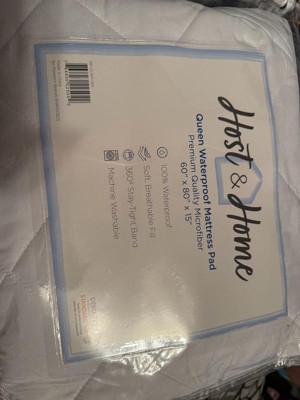 Host & Home
Queen Waterproof Mattress Pad
Premium Quality Microfiber
60" x 80" x 15"
100% Waterproof
Soft, Breathable Fill
360º Stay-Tight Band
Machine Washable